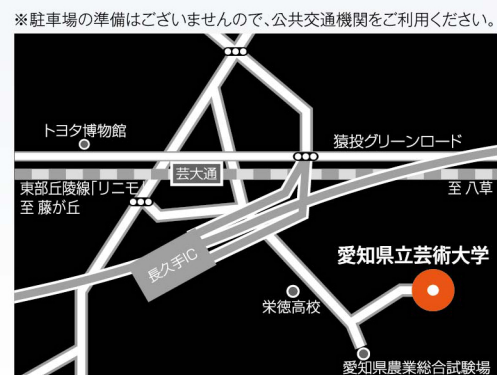 ※駐車場の準備はございませんので、公共交通機関をご利用ください。
トヨタ博物館
猿投グリーンロード
芸大通
東部丘陵線「リニモ」
至 藤が丘
至 八草
長久手IC
愛知県立芸術大学
栄徳高校
愛知県農業総合試験場